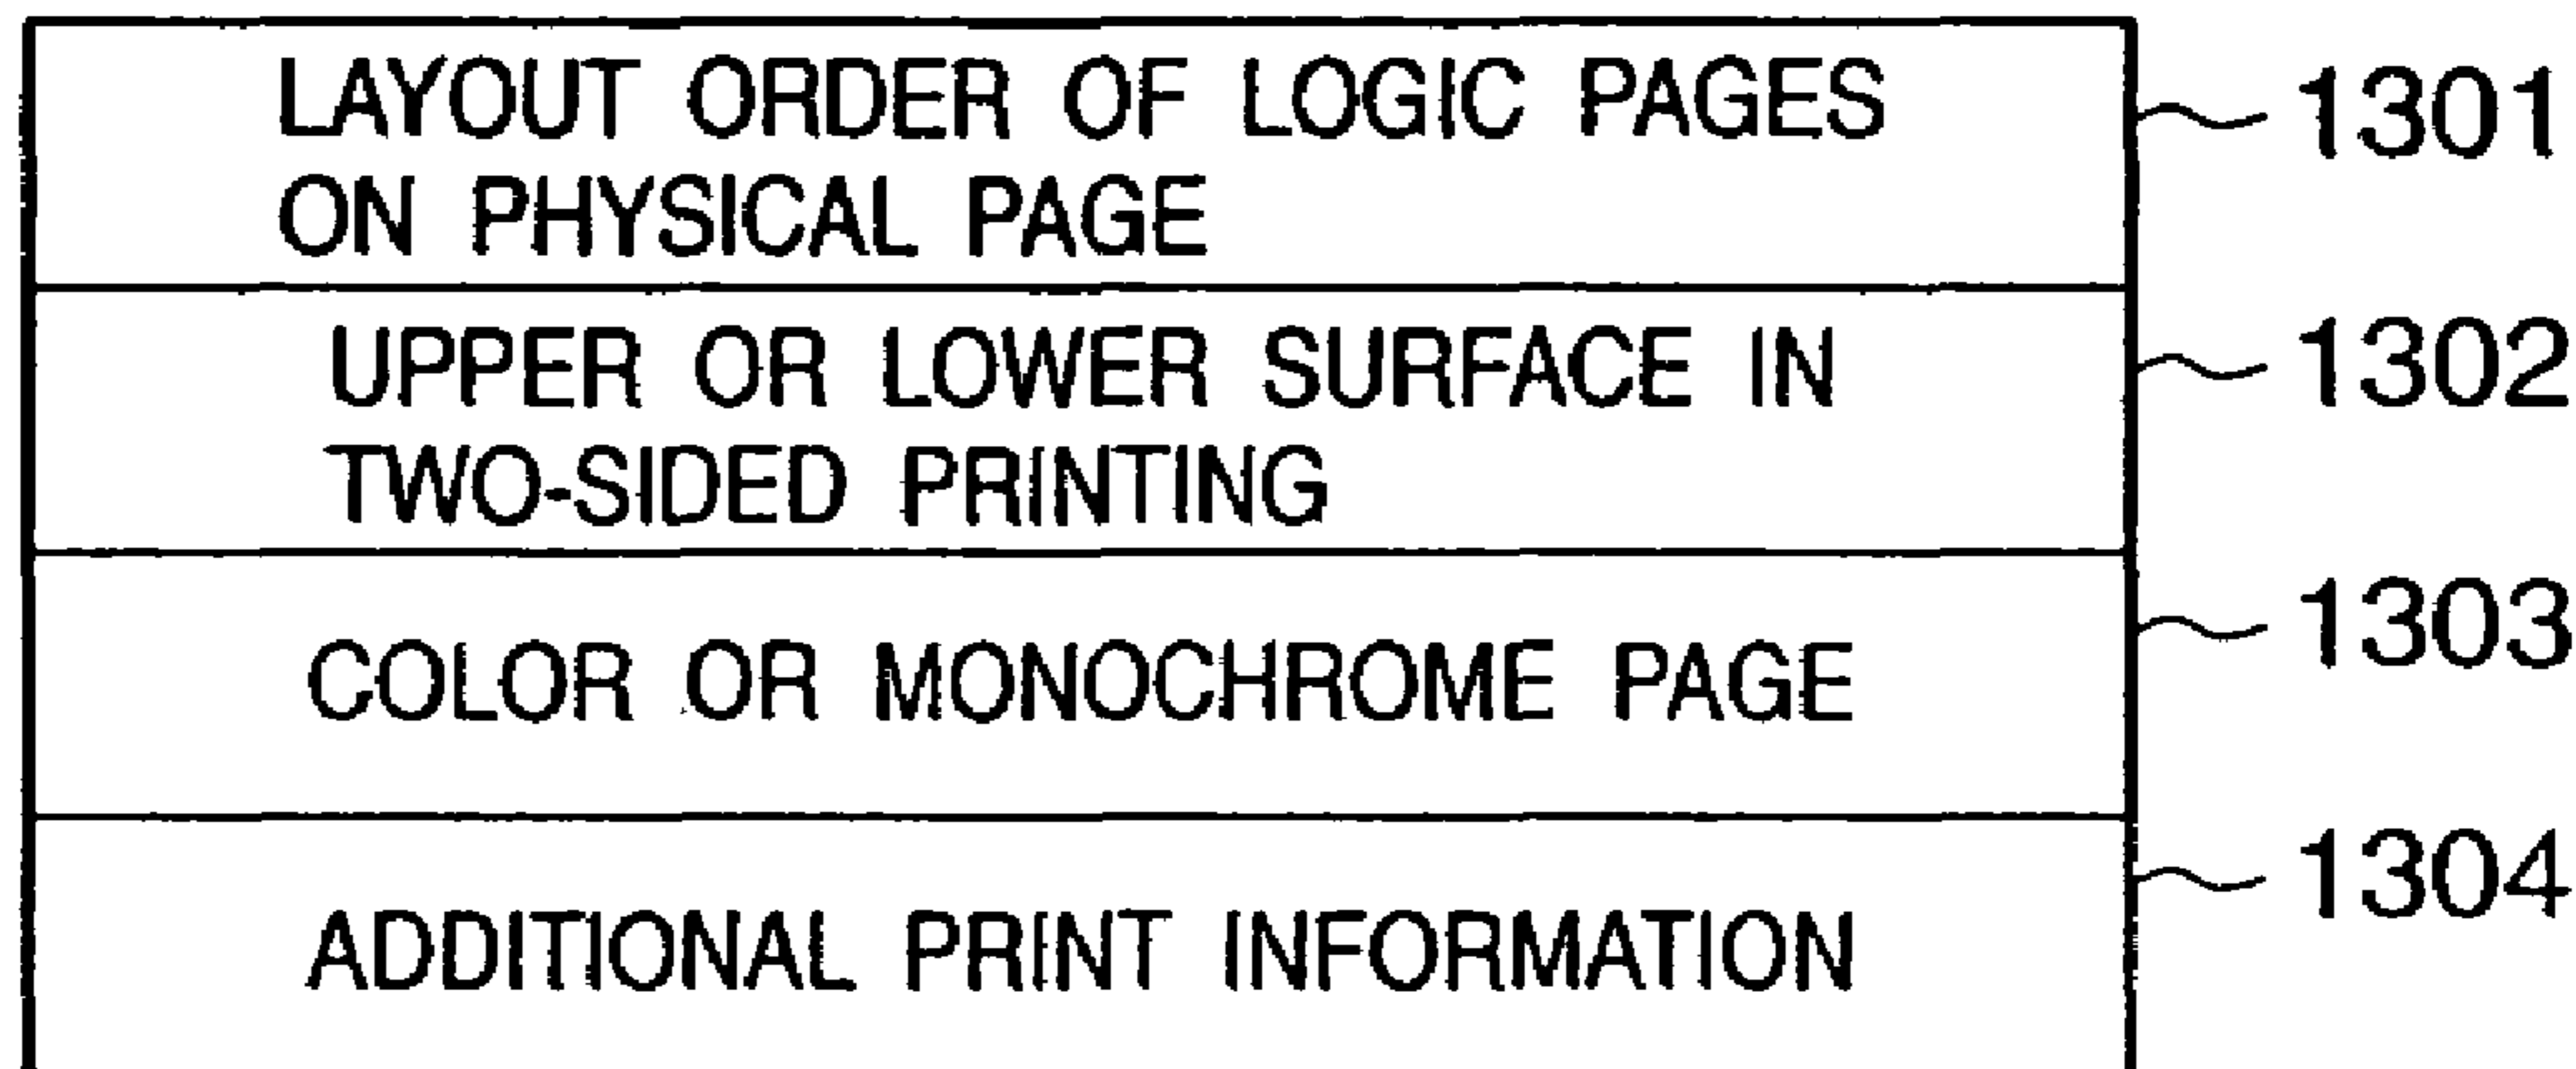 LAYOUT ORDER OF LOGIC PAGES
ON PHYSICAL PAGE
1301
UPPER OR LOWER SURFACE IN
TWO-SIDED PRINTING
1302
COLOR OR MONOCHROME PAGE
1303
ADDITIONAL PRINT INFORMATION
1304